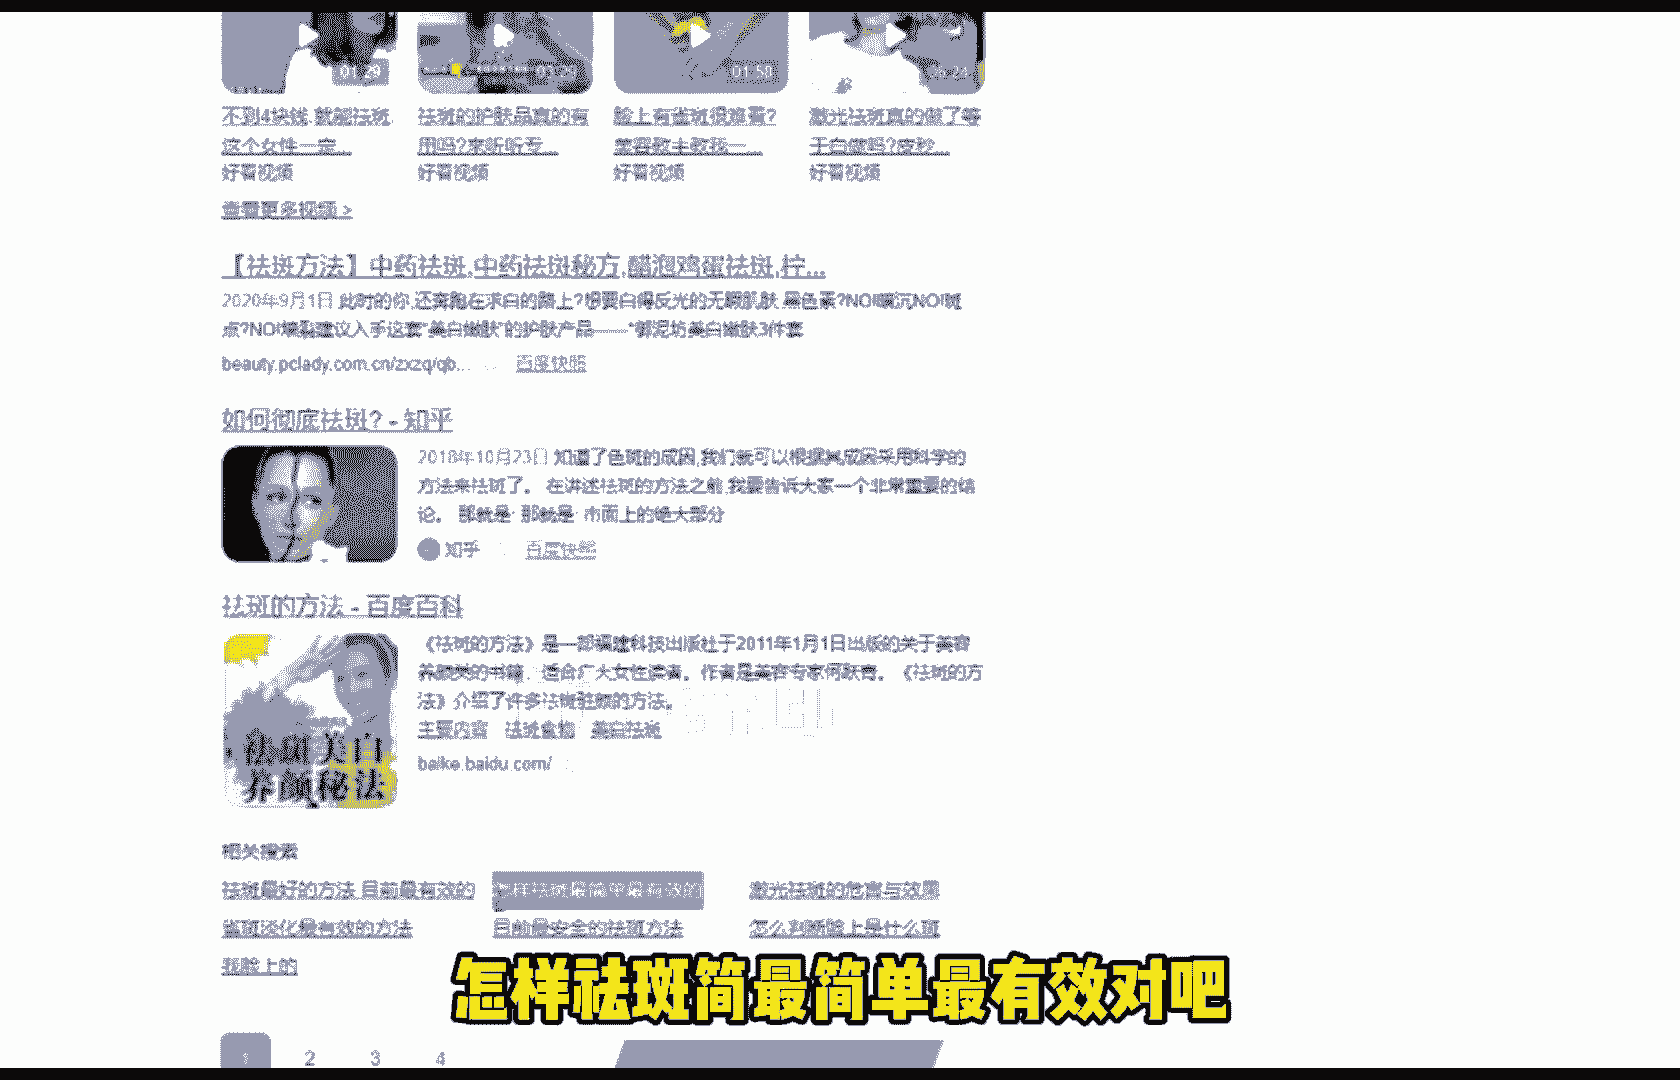 01:29
03:29
01:58
不到4块钱,就能祛斑
这个女性一定...
好看视频
祛斑的护肤品真的有
用吗?来听听专...
好看视频
脸上有雀斑很难看?
美容教主教我一...
好看视频
激光祛斑真的做了等
于白做吗?皮秒...
好看视频
查看更多视频 >
【祛斑方法】中药祛斑,中药祛斑秘方,醋泡鸡蛋祛斑,柠...
2020年9月1日 此时的你,还奔跑在求白的路上?想要白得反光的无瑕肌肤,黑色素?NO!暗沉NO!斑
点?NO!建议入手这套“美白嫩肤”的护肤产品——“御泥坊美白嫩肤3件套
beauty.pclady.com.cn/zxzq/qb...
百度快照
如何彻底祛斑? - 知乎
2018年10月23日 知道了色斑的成因,我们就可以根据其成因采用科学的
方法来祛斑了。 在讲述祛斑的方法之前,我要告诉大家一个非常重要的结
论。 那就是 那就是 市面上的绝大部分
知乎
百度快照
祛斑的方法 - 百度百科
祛斑美白
养颜秘法
《祛斑的方法》是一部福建科技出版社于2011年1月1日出版的关于美容
养颜类的书籍, 适合广大女性读者。作者是美容专家何跃青。《祛斑的方
法》介绍了许多祛斑祛痘的方法。
主要内容 祛斑食物 美白祛斑
baike.baidu.com/
相关搜索
祛斑最好的方法 目前最有效的
怎样祛斑最简单最有效的
激光祛斑的危害与效果
雀斑淡化最有效的方法
目前最安全的祛斑方法
怎么判断脸上是什么斑
我脸上的
怎样祛斑简最简单最有效对吧
1 2 3 4